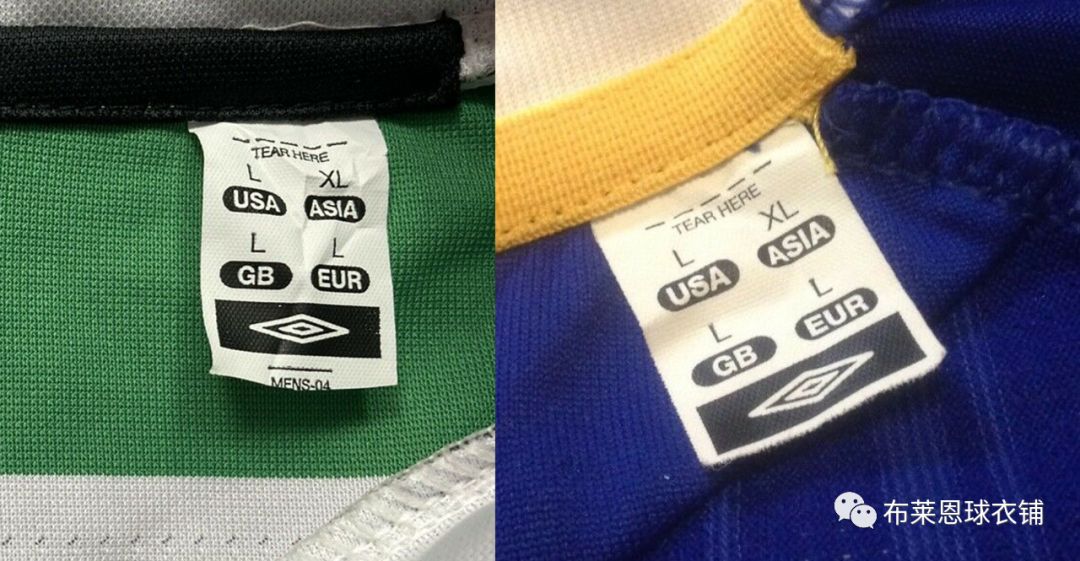 TEAR HERE
L XL
USA ASIA
L L
GB EUR
MENS-04
TEAR HERE
L XL
USA ASIA
L L
GB EUR
布莱恩球衣铺